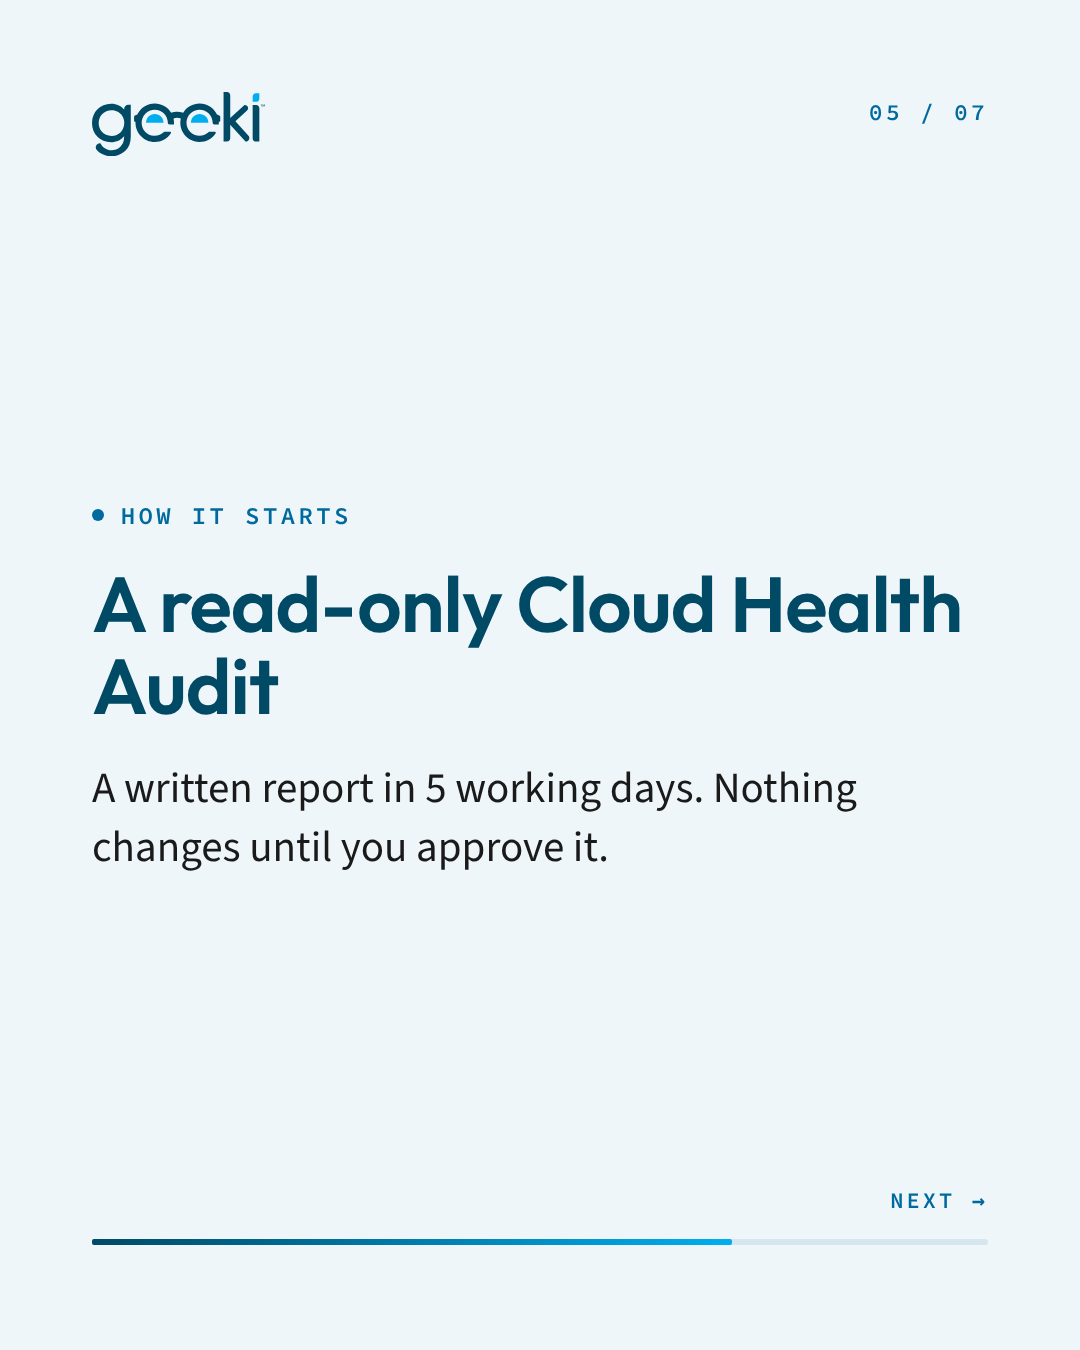 geeki
05 / 07
HOW IT STARTS
A read-only Cloud Health
Audit
A written report in 5 working days. Nothing
changes until you approve it.
NEXT →